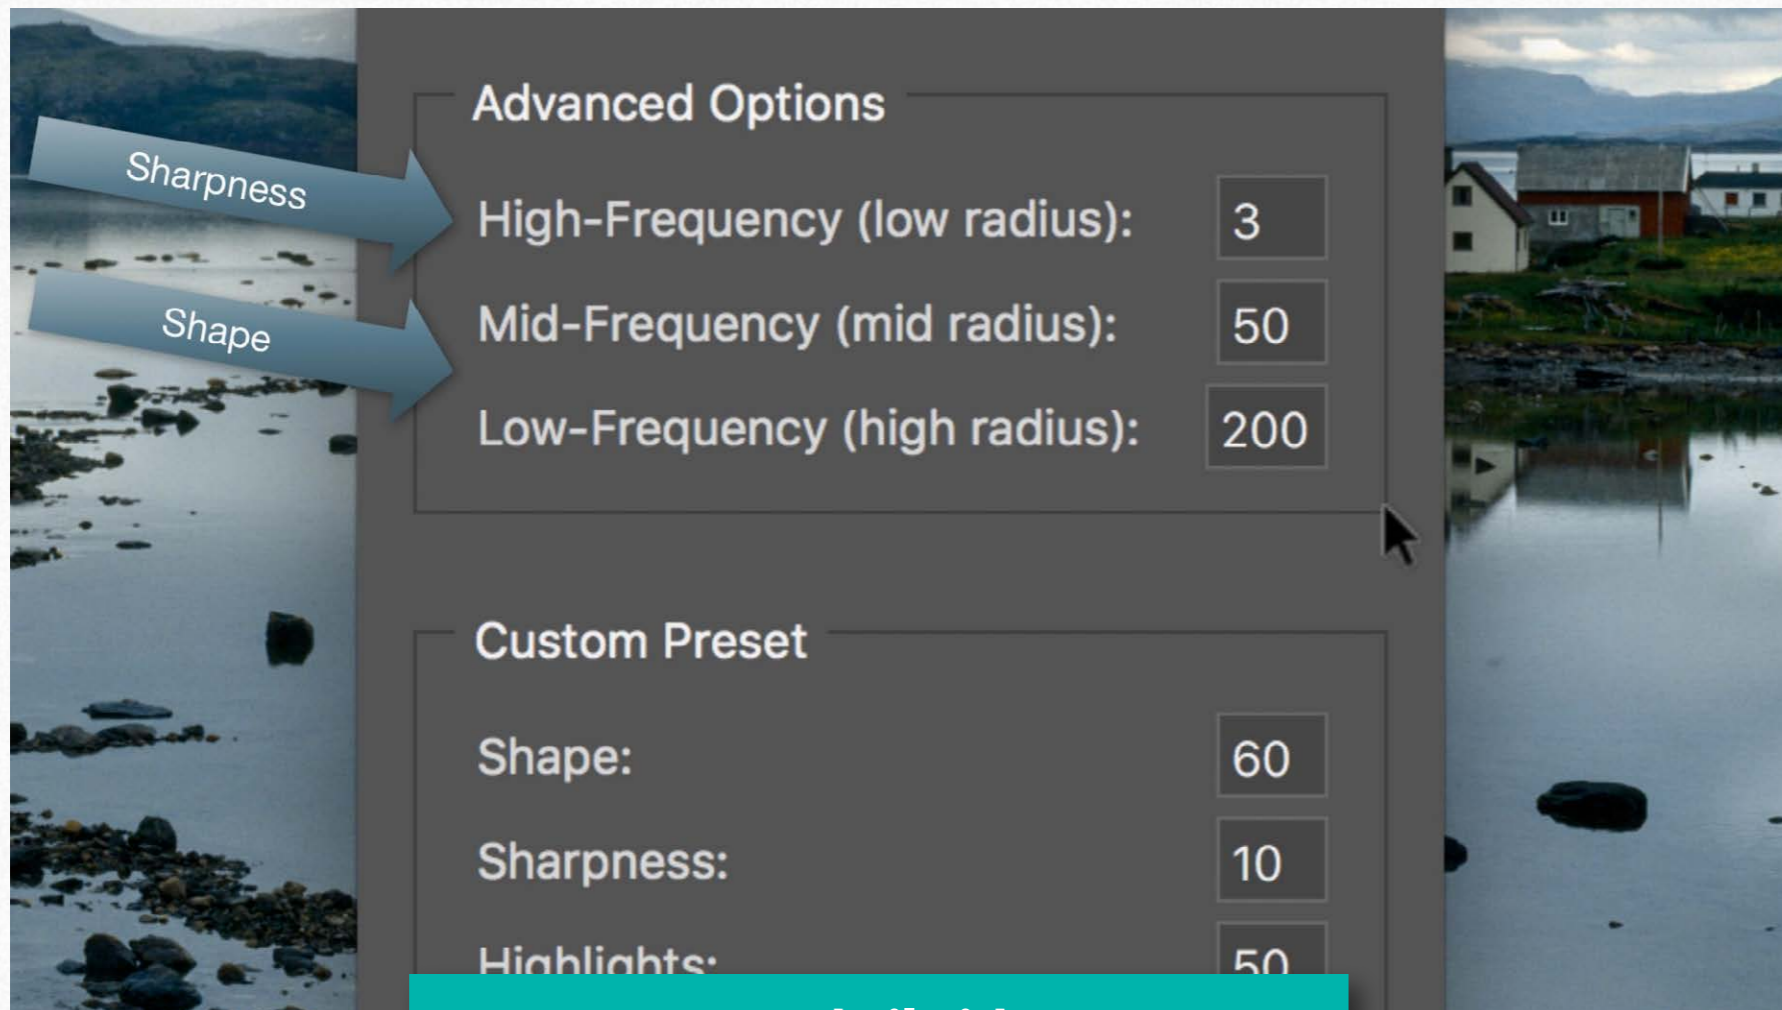 Advanced Options
Sharpness
High-Frequency (low radius): 3
Shape
Mid-Frequency (mid radius): 50
Low-Frequency (high radius): 200
Custom Preset
Shape: 60
Sharpness: 10
Highlights: 50